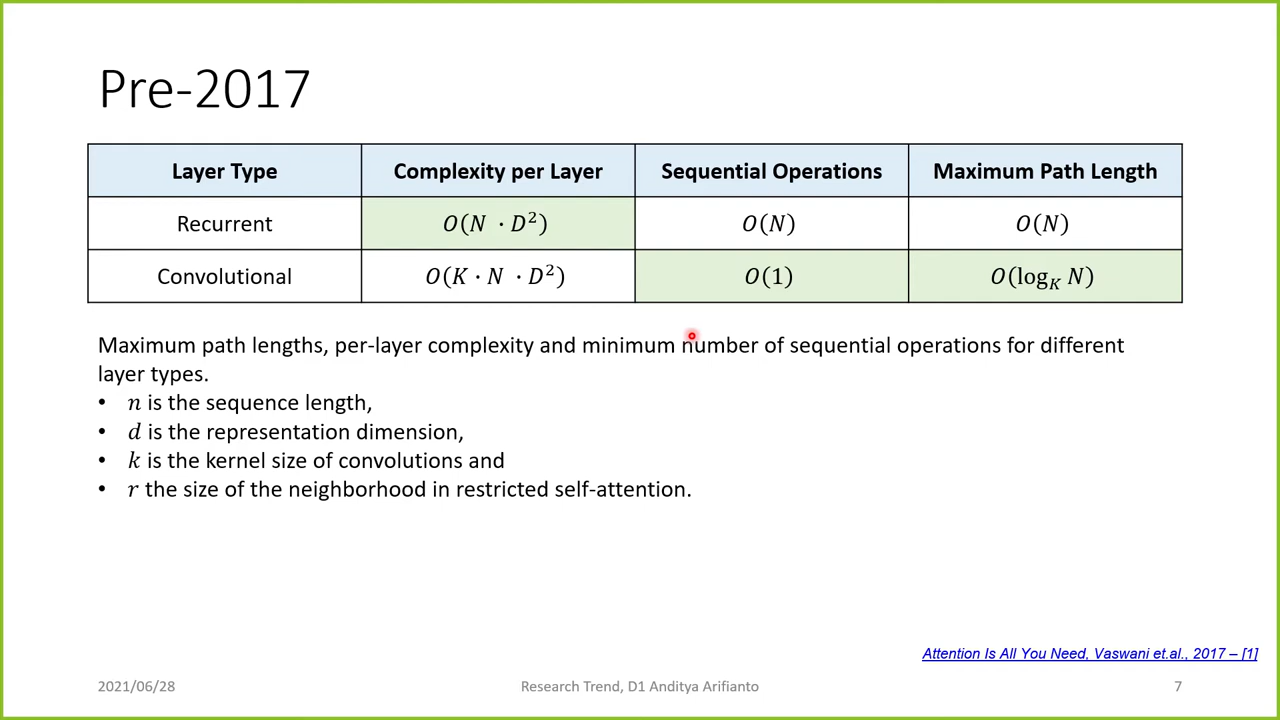 Pre-2017
Layer Type Complexity per Layer Sequential Operations Maximum Path Length
Recurrent O(N · D²) O(N) O(N)
Convolutional O(K · N · D²) O(1) O(log_K N)
Maximum path lengths, per-layer complexity and minimum number of sequential operations for different
layer types.
• n is the sequence length,
• d is the representation dimension,
• k is the kernel size of convolutions and
• r the size of the neighborhood in restricted self-attention.
Attention Is All You Need, Vaswani et.al., 2017 – [1]
2021/06/28 Research Trend, D1 Anditya Arifianto 7